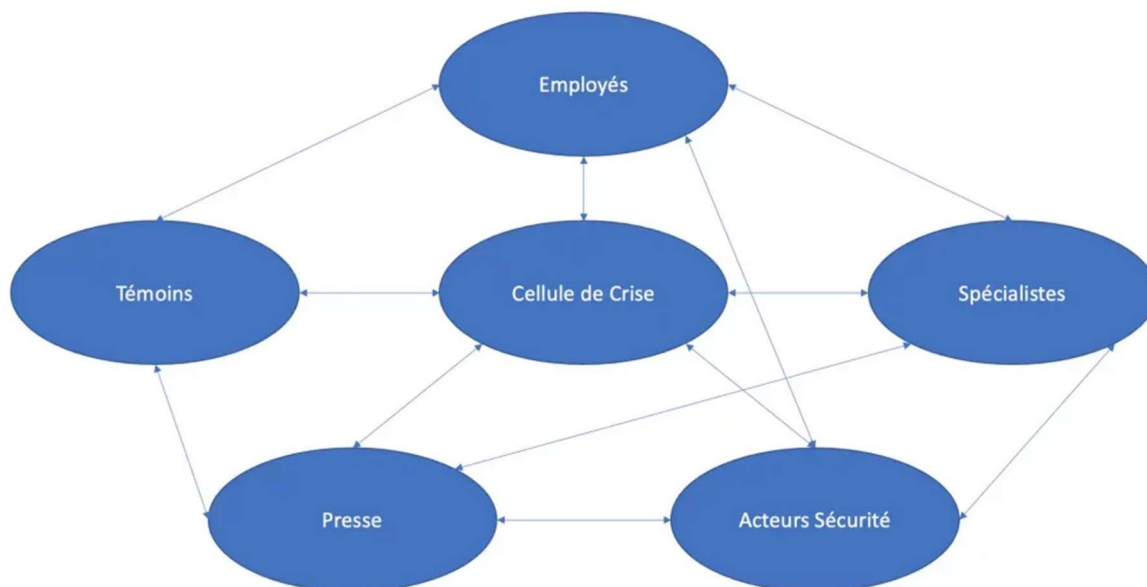 Employés
Témoins
Cellule de Crise
Spécialistes
Presse
Acteurs Sécurité